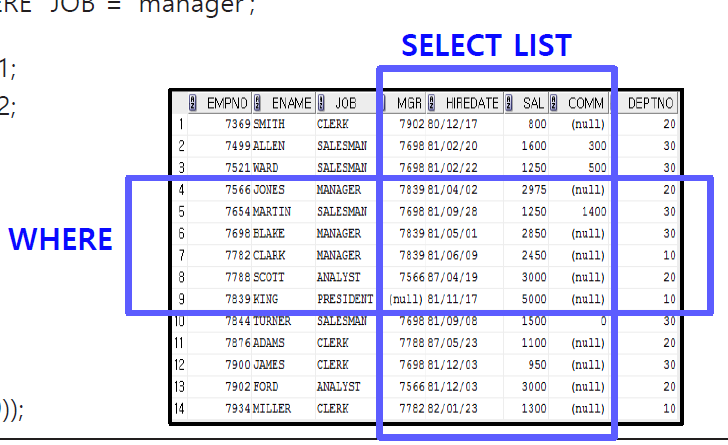 ERE "JOB = 'manager';
1;
2;
));
SELECT LIST
WHERE
EMPNO ENAME JOB MGR HIREDATE SAL COMM DEPTNO
1 7369 SMITH CLERK 7902 80/12/17 800 (null) 20
2 7499 ALLEN SALESMAN 7698 81/02/20 1600 300 30
3 7521 WARD SALESMAN 7698 81/02/22 1250 500 30
4 7566 JONES MANAGER 7839 81/04/02 2975 (null) 20
5 7654 MARTIN SALESMAN 7698 81/09/28 1250 1400 30
6 7698 BLAKE MANAGER 7839 81/05/01 2850 (null) 30
7 7782 CLARK MANAGER 7839 81/06/09 2450 (null) 10
8 7788 SCOTT ANALYST 7566 87/04/19 3000 (null) 20
9 7839 KING PRESIDENT (null) 81/11/17 5000 (null) 10
10 7844 TURNER SALESMAN 7698 81/09/08 1500 0 30
11 7876 ADAMS CLERK 7788 87/05/23 1100 (null) 20
12 7900 JAMES CLERK 7698 81/12/03 950 (null) 30
13 7902 FORD ANALYST 7566 81/12/03 3000 (null) 20
14 7934 MILLER CLERK 7782 82/01/23 1300 (null) 10